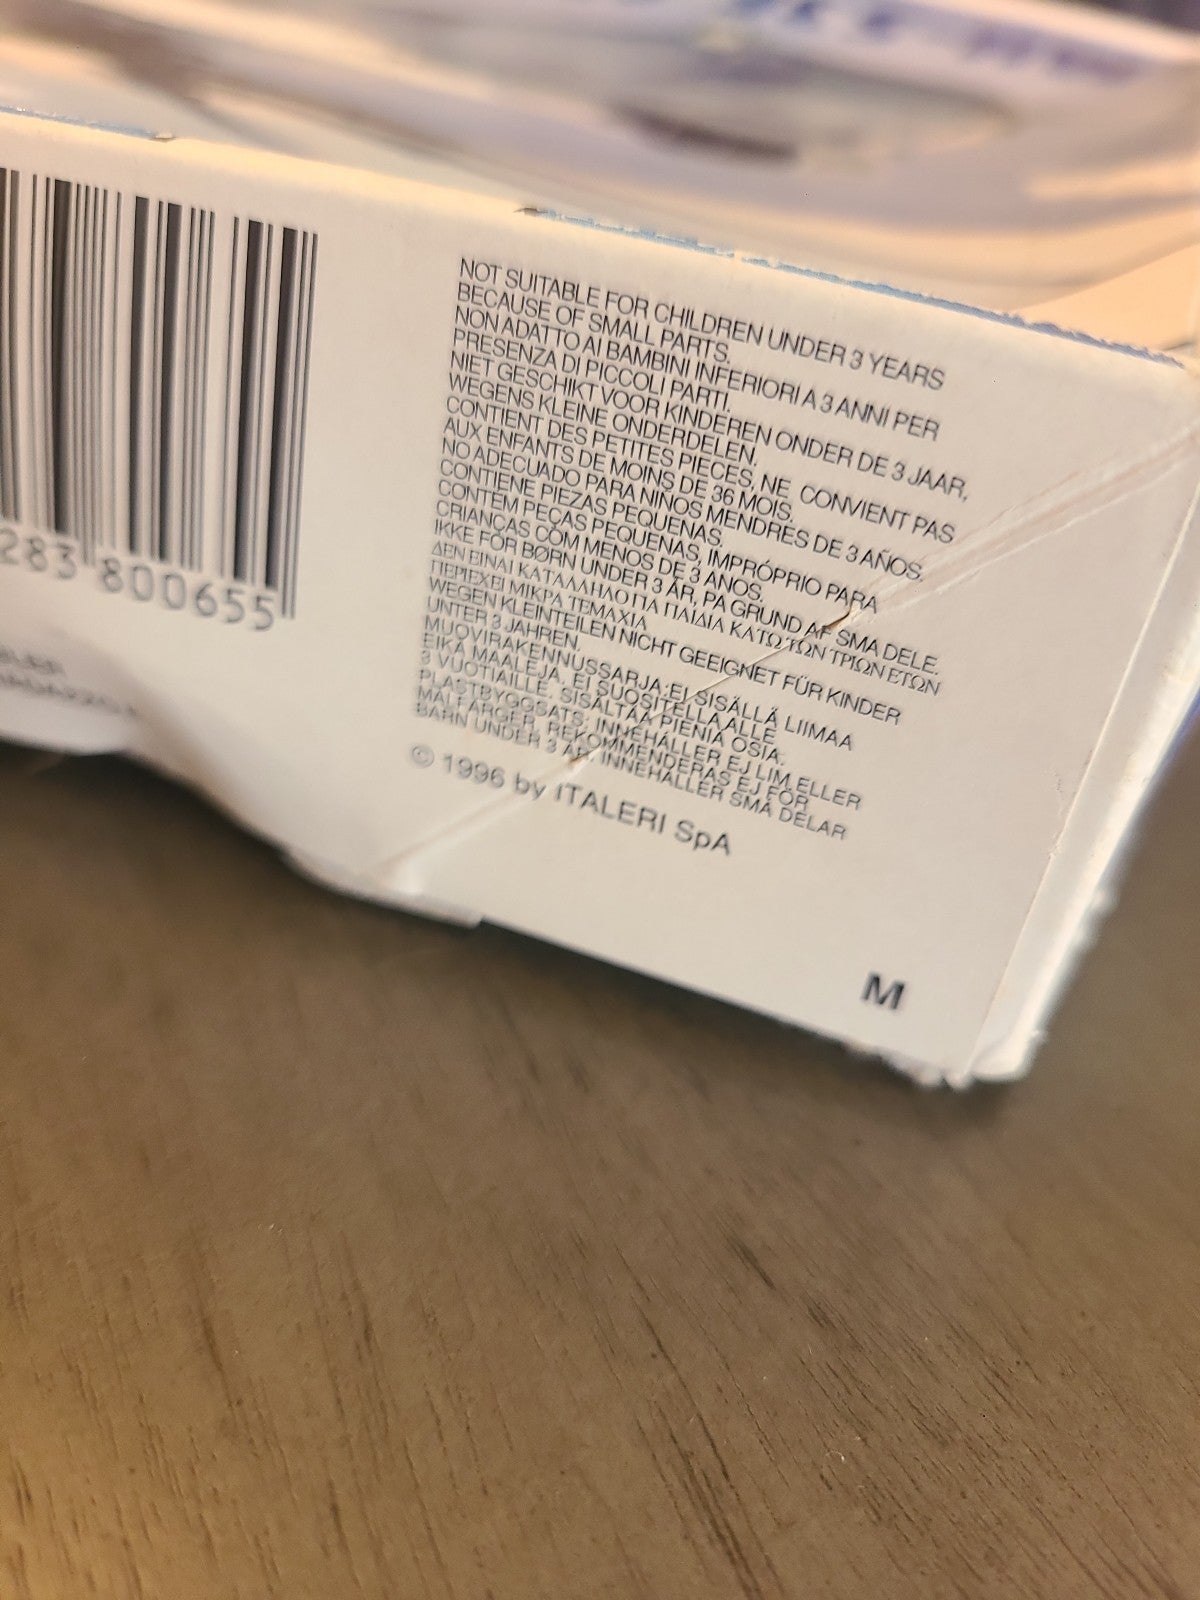 NOT SUITABLE FOR CHILDREN UNDER 3 YEARS
BECAUSE OF SMALL PARTS.
NON ADATTO AI BAMBINI INFERIORI A 3 ANNI PER
PRESENZA DI PICCOLI PARTI.
NIET GESCHIKT VOOR KINDEREN ONDER DE 3 JAAR,
WEGENS KLEINE ONDERDELEN.
CONTIENT DES PETITES PIECES, NE CONVIENT PAS
AUX ENFANTS DE MOINS DE 36 MOIS.
NO ADECUADO PARA NINOS MENDRES DE 3 AÑOS,
CONTIENE PIEZAS PEQUENAS.
CONTEM PEÇAS PEQUENAS, IMPRÓPRIO PARA
CRIANÇAS COM MENOS DE 3 ANOS.
IKKE FOR BØRN UNDER 3 ÅR, PA GRUND AF SMA DELE.
ΔΕΝ ΕΙΝΑΙ ΚΑΤΑΛΛΗΛΟ ΓΙΑ ΠΑΙΔΙΑ ΚΑΤΩ ΤΩΝ ΤΡΙΩΝ ΕΤΩΝ
ΠΕΡΙΕΧΕΙ ΜΙΚΡΑ ΤΕΜΑΧΙΑ
WEGEN KLEINTEILEN NICHT GEEIGNET FÜR KINDER
UNTER 3 JAHREN.
MUOVIRAKENNUSSARJA: EI SISÄLLÄ LIIMAA
EIKÄ MAALEJA. EI SUOSITELLA ALLE
3 VUOTIAILLE. SISÄLTÄÄ PIENIÄ OSIA.
PLASTBYGGSATS: INNEHÅLLER EJ LIM ELLER
MÅLFÄRGER. REKOMMENDERAS EJ FÖR
BARN UNDER 3 ÅR. INNEHÅLLER SMÅ DELAR
© 1996 by ITALERI SpA
283 800655
M